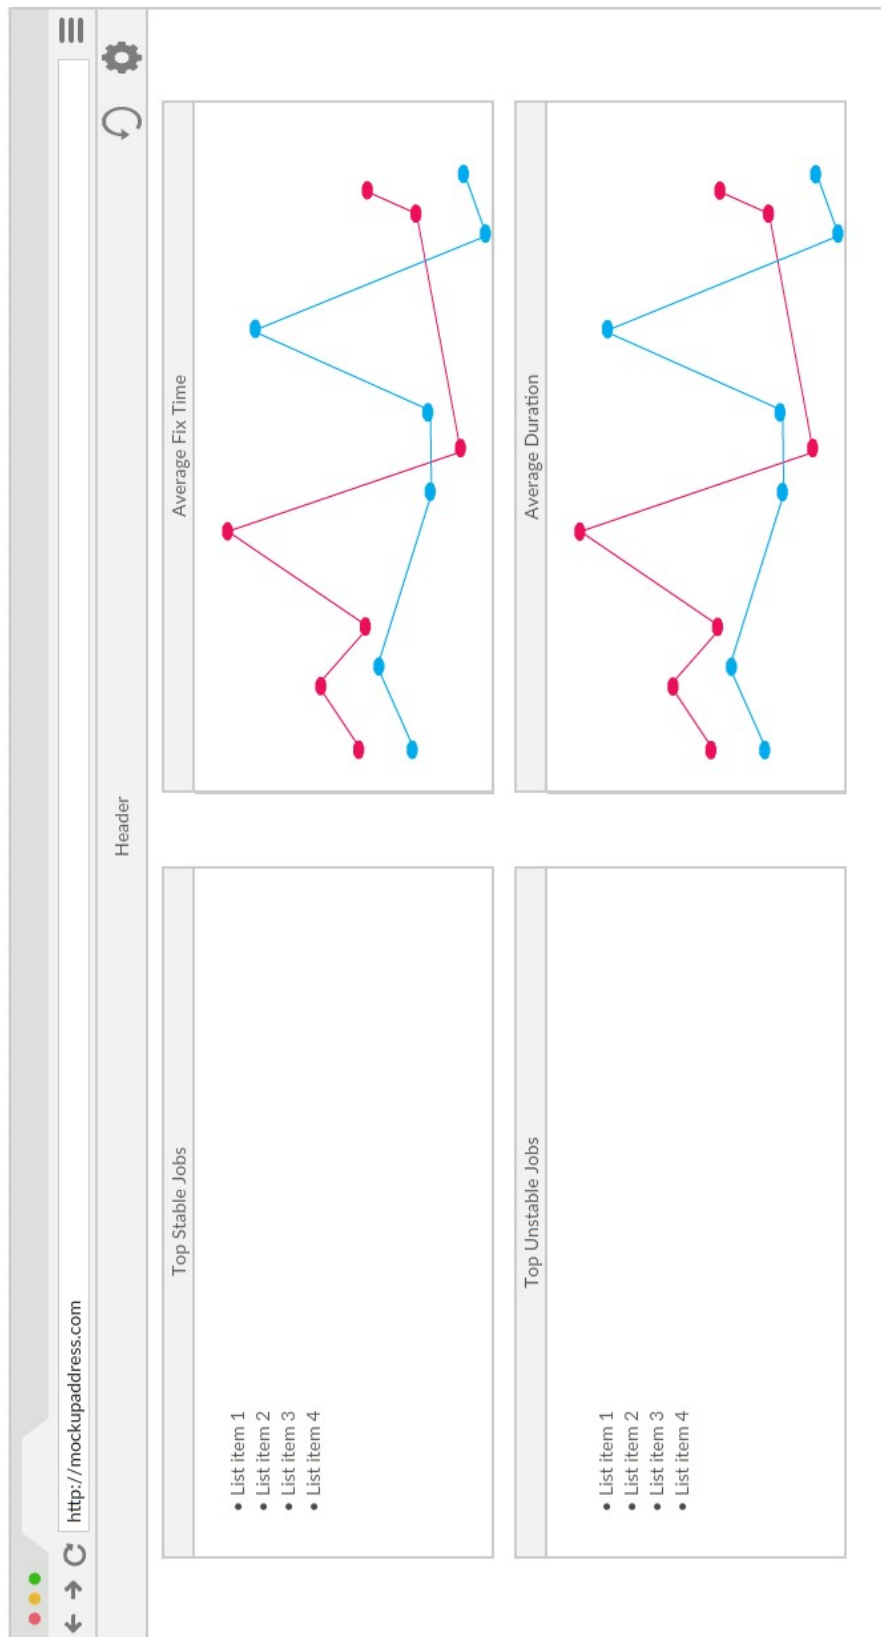 http://mockupaddress.com
Header
Top Stable Jobs
• List item 1
• List item 2
• List item 3
• List item 4
Average Fix Time
Top Unstable Jobs
• List item 1
• List item 2
• List item 3
• List item 4
Average Duration